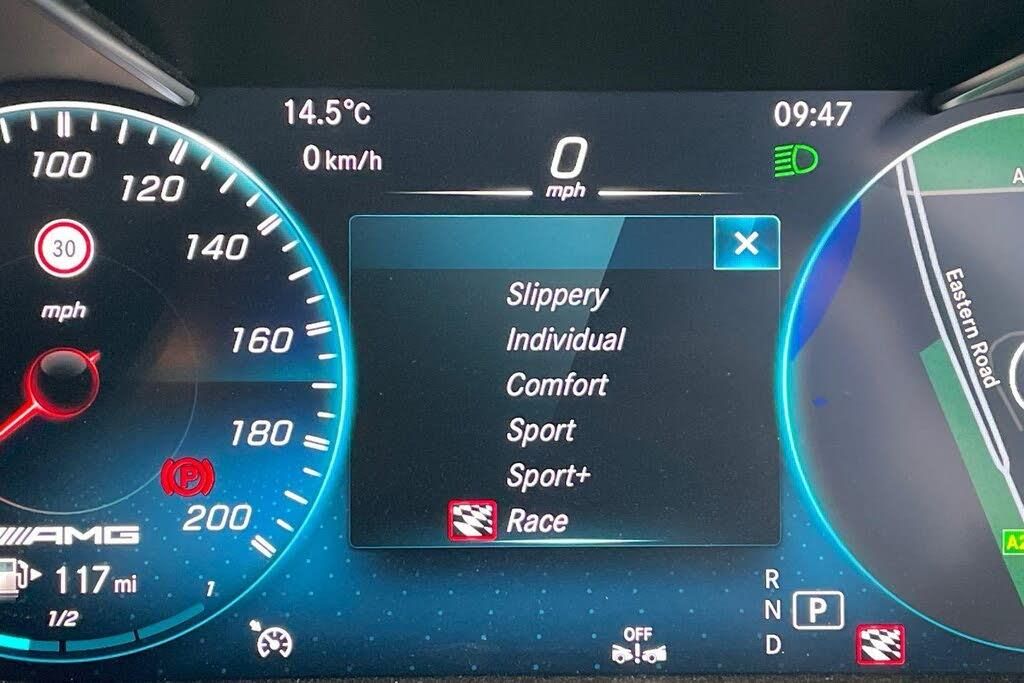 14.5°C
09:47
0 km/h
0
mph
100
120
140
160
180
200
30
mph
P
AMG
117 mi
1/2
1
Slippery
Individual
Comfort
Sport
Sport+
Race
Eastern Road
R
N
P
D
OFF